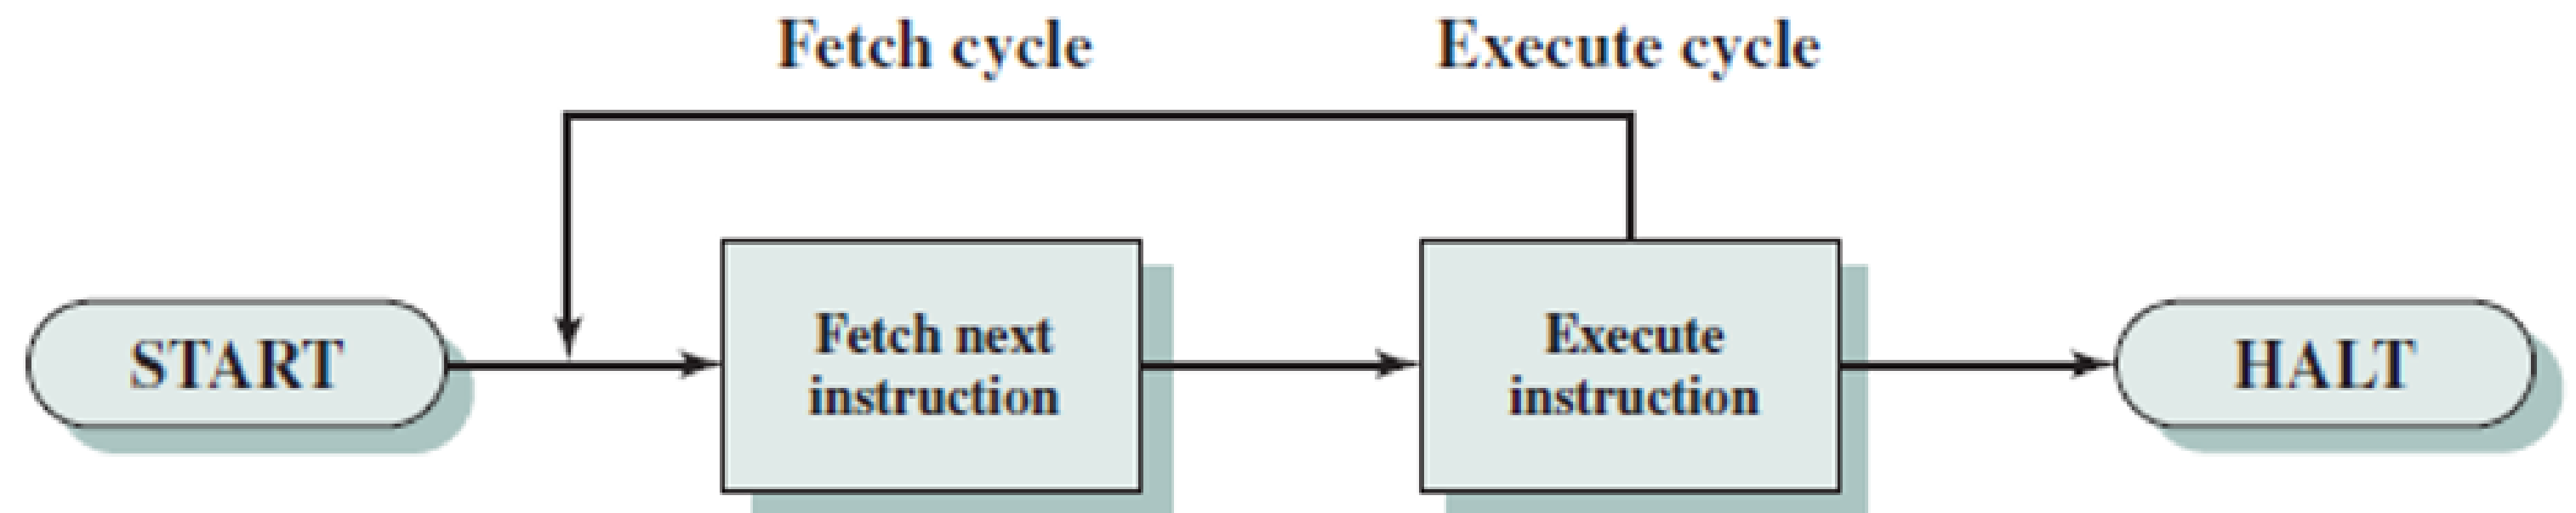 Fetch cycle
Execute cycle
START
Fetch next
instruction
Execute
instruction
HALT